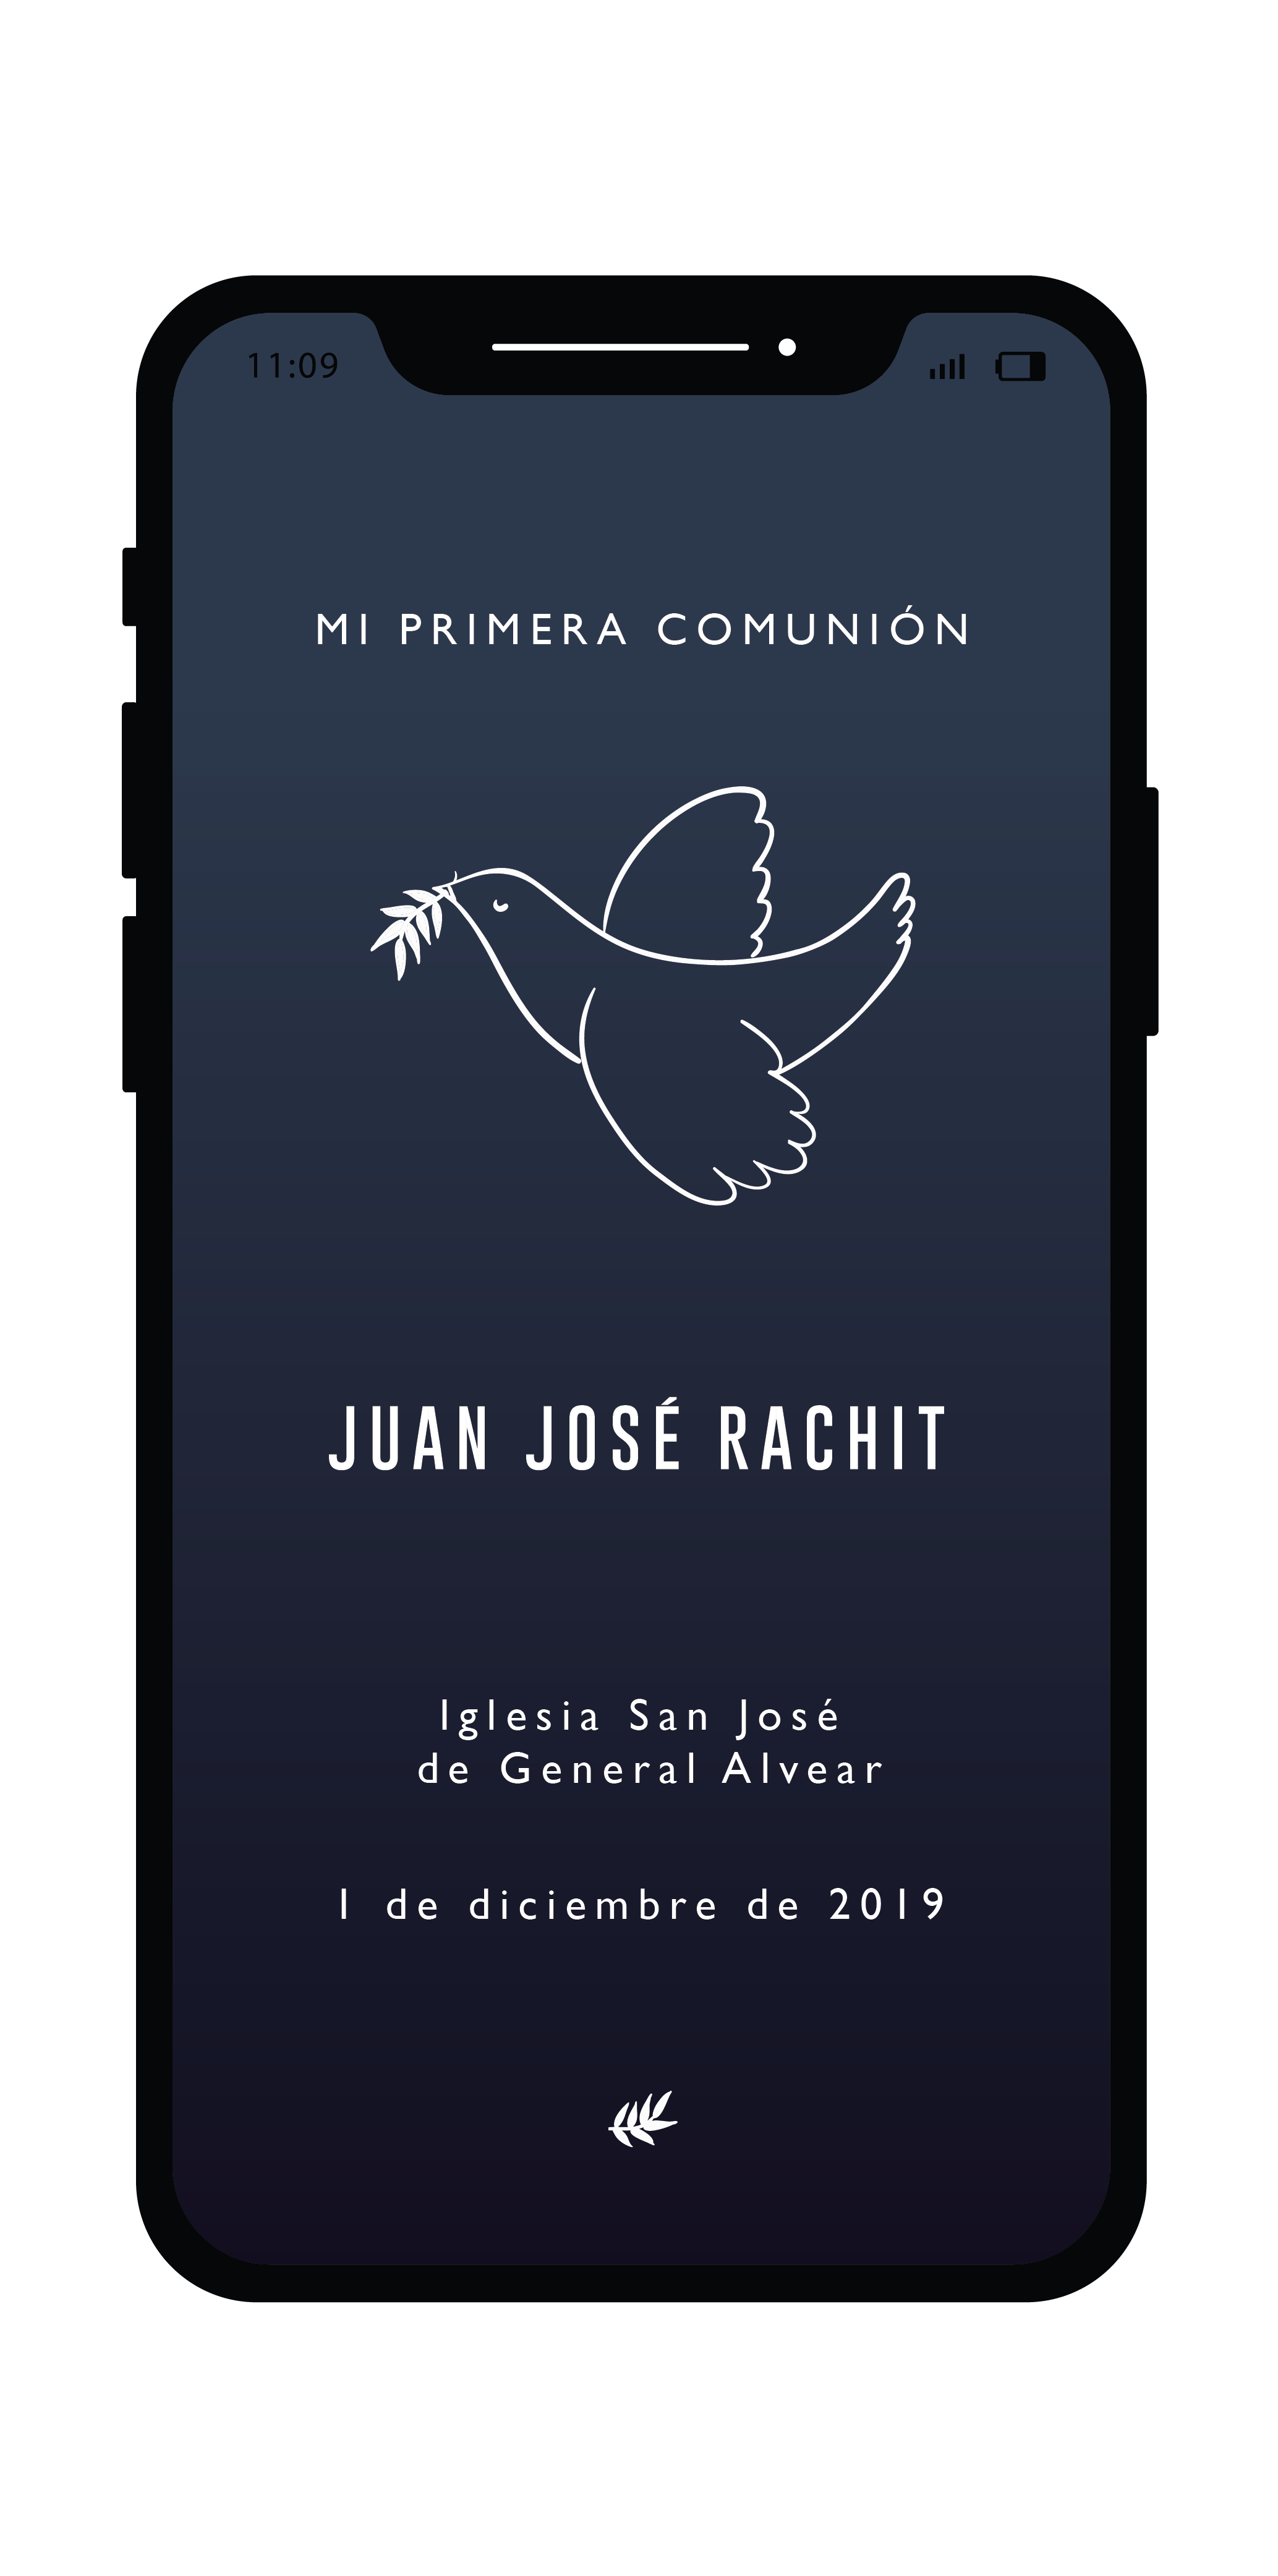 11:09
MI PRIMERA COMUNIÓN
JUAN JOSÉ RACHIT
Iglesia San José
de General Alvear
1 de diciembre de 2019